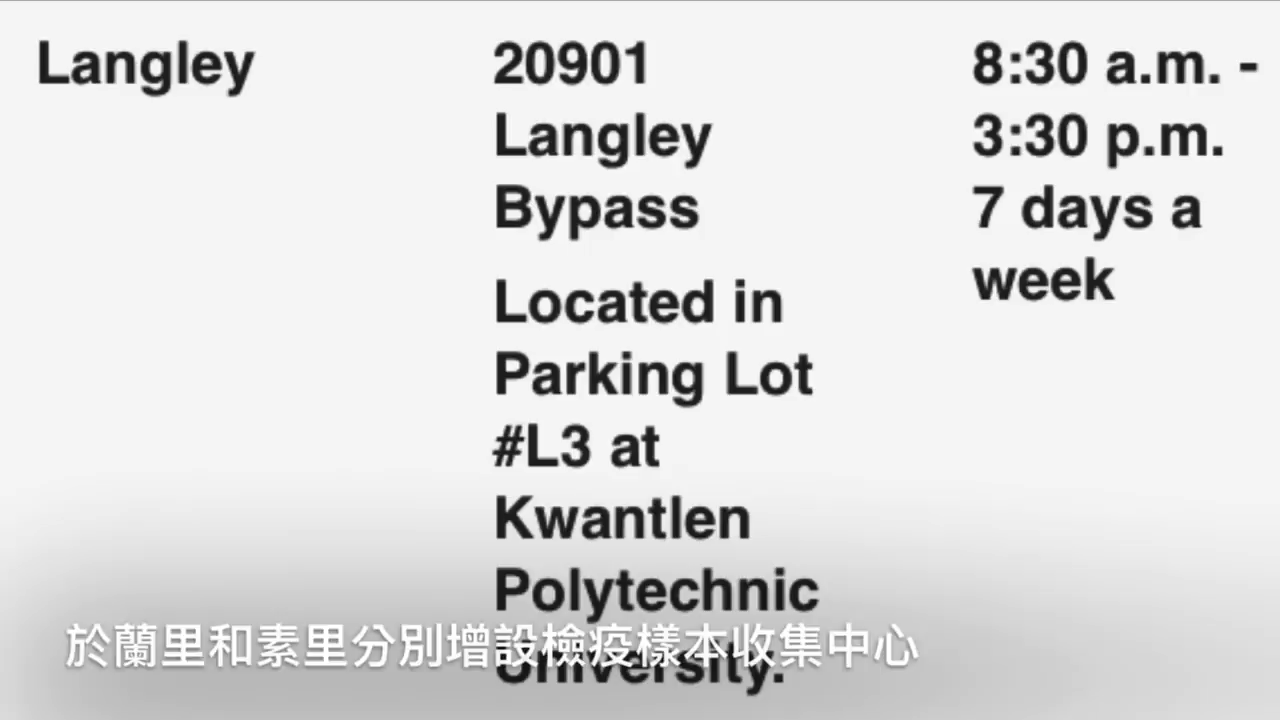 Langley
20901
Langley
Bypass
Located in
Parking Lot
#L3 at
Kwantlen
Polytechnic
University.
8:30 a.m. -
3:30 p.m.
7 days a
week
於蘭里和素里分別增設檢疫樣本收集中心